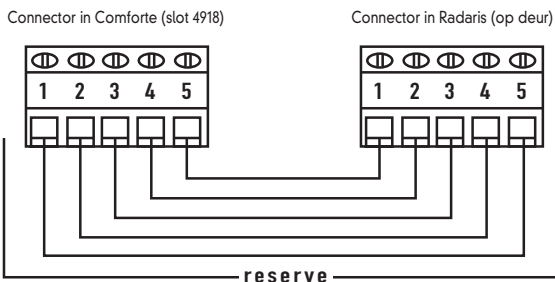 Connector in Comforte (slot 4918)
Connector in Radaris (op deur)
1 2 3 4 5
1 2 3 4 5
reserve